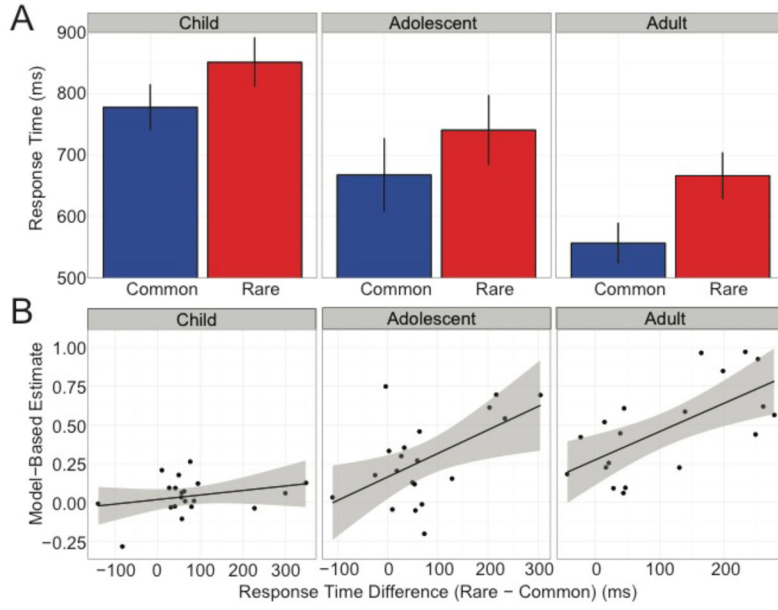 A
Child Adolescent Adult
Response Time (ms)
900
800
700
600
500
Common Rare Common Rare Common Rare
B
Child Adolescent Adult
Model−Based Estimate
1.00
0.75
0.50
0.25
0.00
−0.25
−100 0 100 200 300 −100 0 100 200 300 0 100 200
Response Time Difference (Rare − Common) (ms)